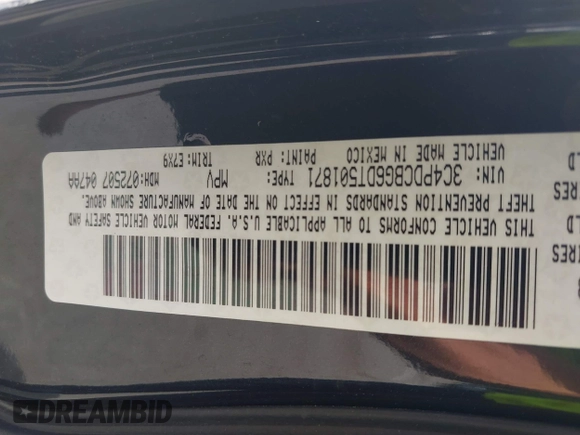 THIS VEHICLE CONFORMS TO ALL APPLICABLE U.S.A. FEDERAL MOTOR VEHICLE SAFETY AND
THEFT PREVENTION STANDARDS IN EFFECT ON THE DATE OF MANUFACTURE SHOWN ABOVE.
VIN: 3C4PDCBG6DT501871 TYPE: MPV MDH:072507 047AA
VEHICLE MADE IN MEXICO PAINT: PXR TRIM:E7X9
DREAMBID